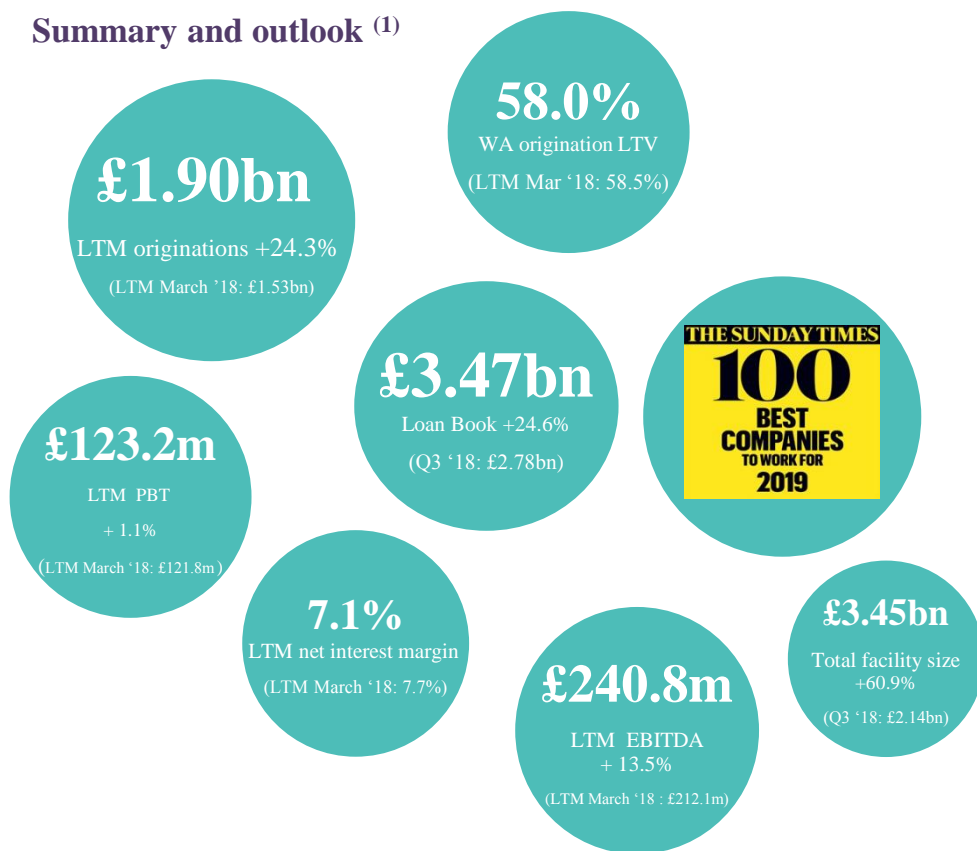 Summary and outlook (1)
58.0%
WA origination LTV
(LTM Mar ‘18: 58.5%)
£1.90bn
LTM originations +24.3%
(LTM March ’18: £1.53bn)
£3.47bn
Loan Book +24.6%
(Q3 ‘18: £2.78bn)
THE SUNDAY TIMES
100
BEST
COMPANIES
TO WORK FOR
2019
£123.2m
LTM PBT
+ 1.1%
(LTM March ‘18: £121.8m)
7.1%
LTM net interest margin
(LTM March ‘18: 7.7%)
£240.8m
LTM EBITDA
+ 13.5%
(LTM March ‘18 : £212.1m)
£3.45bn
Total facility size
+60.9%
(Q3 ‘18: £2.14bn)